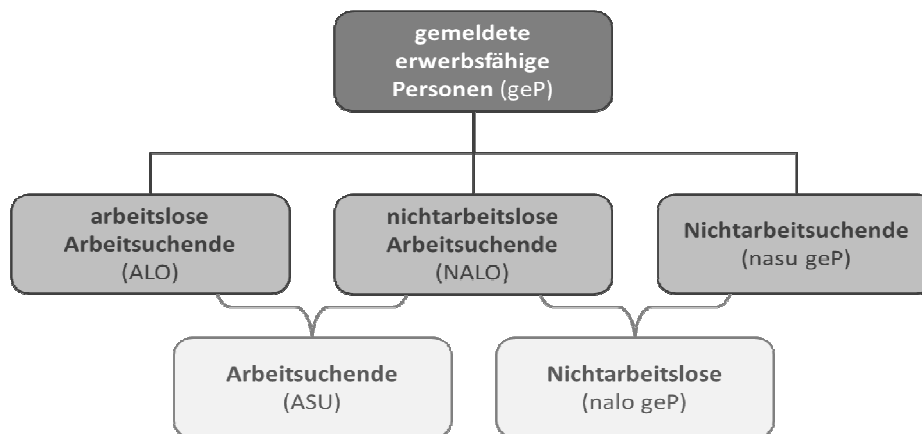 gemeldete
erwerbsfähige
Personen (geP)
arbeitslose
Arbeitsuchende
(ALO)
nichtarbeitslose
Arbeitsuchende
(NALO)
Nichtarbeitsuchende
(nasu geP)
Arbeitsuchende
(ASU)
Nichtarbeitslose
(nalo geP)